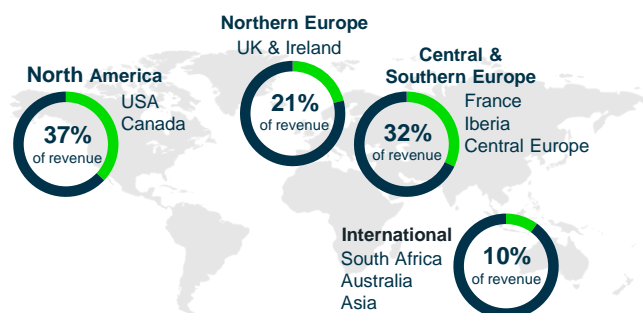 North America
USA
Canada
37%
of revenue
Northern Europe
UK & Ireland
21%
of revenue
Central &
Southern Europe
France
Iberia
Central Europe
32%
of revenue
International
South Africa
Australia
Asia
10%
of revenue